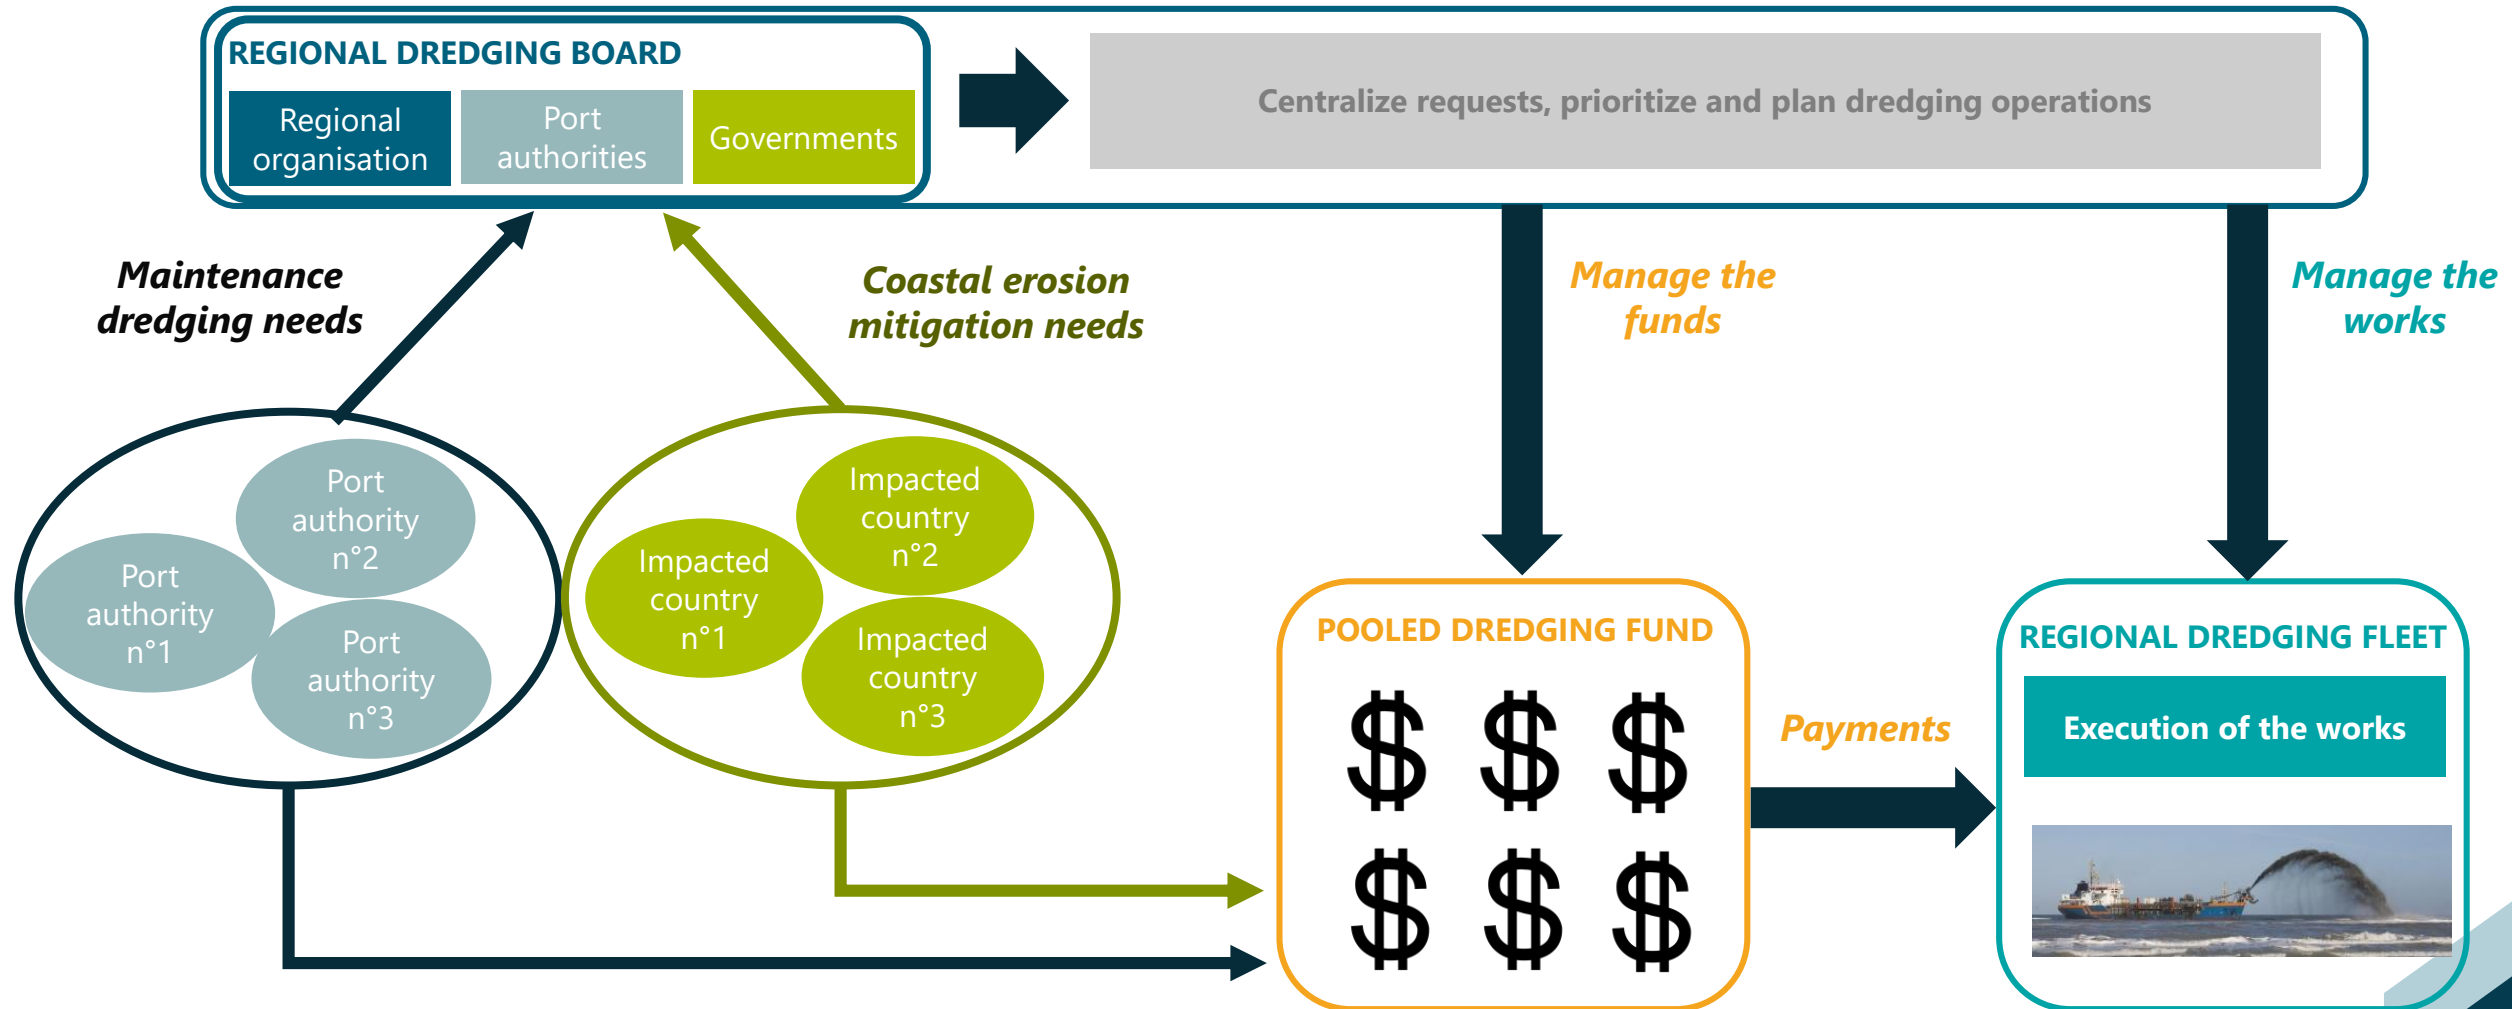 REGIONAL DREDGING BOARD
Regional
organisation
Port
authorities
Governments
Centralize requests, prioritize and plan dredging operations
Maintenance
dredging needs
Coastal erosion
mitigation needs
Manage the
funds
Manage the
works
Port
authority
n°2
Port
authority
n°1
Port
authority
n°3
Impacted
country
n°2
Impacted
country
n°1
Impacted
country
n°3
POOLED DREDGING FUND
$ $ $
$ $ $
Payments
REGIONAL DREDGING FLEET
Execution of the works